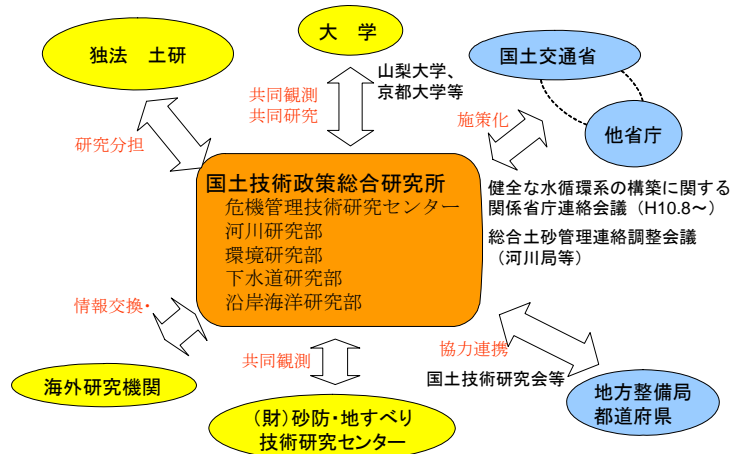 大　学
独法　土研
国土交通省
山梨大学、
京都大学等
共同観測
共同研究
施策化
他省庁
研究分担
国土技術政策総合研究所
危機管理技術研究センター
河川研究部
環境研究部
下水道研究部
沿岸海洋研究部
健全な水循環系の構築に関する
関係省庁連絡会議（H10.8～）
総合土砂管理連絡調整会議
（河川局等）
情報交換・
共同観測
協力連携
国土技術研究会等
海外研究機関
（財）砂防・地すべり
技術研究センター
地方整備局
都道府県